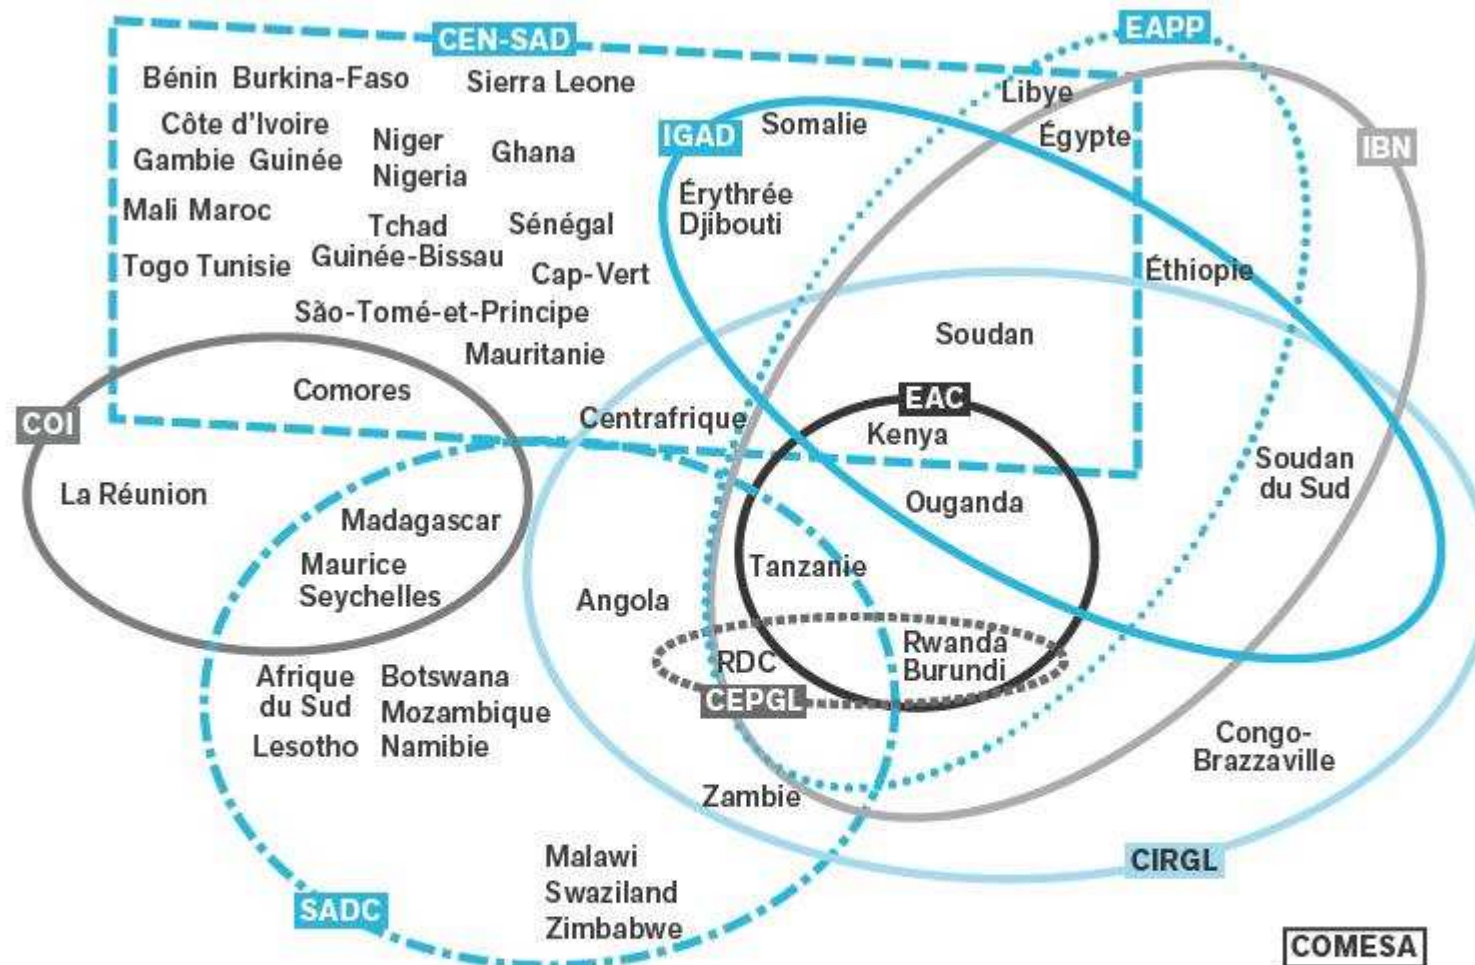 EAPP
CEN-SAD
Bénin Burkina-Faso
Sierra Leone
Libye
Côte d'Ivoire
Niger
Somalie
IGAD
Égypte
IBN
Gambie Guinée
Nigeria
Ghana
Érythrée
Djibouti
Mali Maroc
Tchad
Sénégal
Togo Tunisie
Guinée-Bissau
Cap-Vert
Éthiopie
São-Tomé-et-Principe
Mauritanie
Soudan
Comores
EAC
COI
Centrafrique
Kenya
La Réunion
Madagascar
Ouganda
Soudan
du Sud
Maurice
Seychelles
Tanzanie
Angola
RDC
Rwanda
Burundi
CEPGL
Afrique
du Sud
Lesotho
Botswana
Mozambique
Namibie
Congo-
Brazzaville
Zambie
CIRGL
Malawi
Swaziland
Zimbabwe
SADC
COMESA